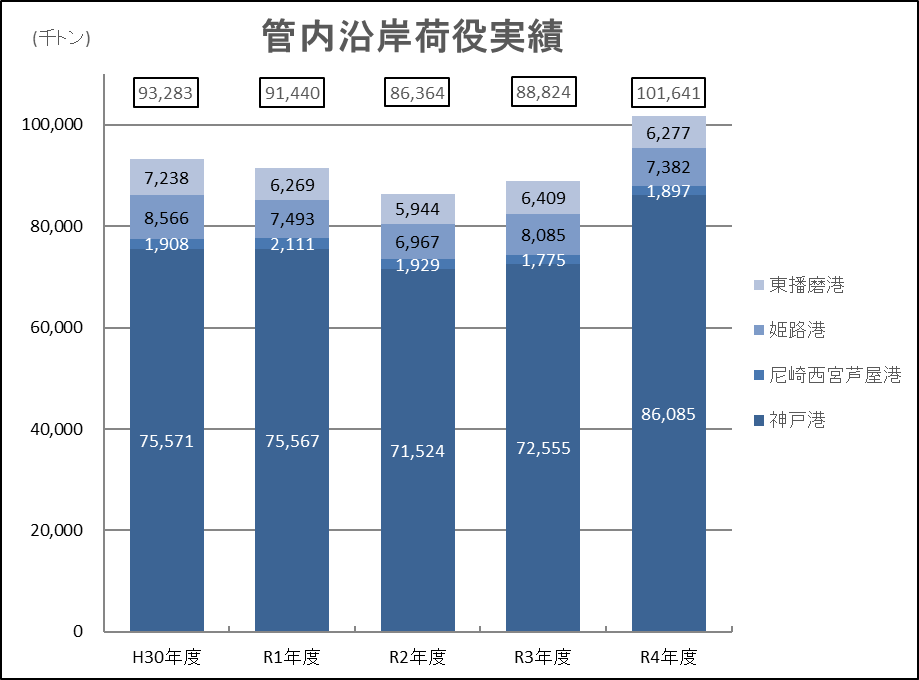 管内沿岸荷役実績
(千トン)
93,283 91,440 86,364 88,824 101,641
100,000
80,000
60,000
40,000
20,000
0
7,238 6,269 5,944 6,409 6,277
8,566 7,493 6,967 8,085 7,382
1,908 2,111 1,929 1,775 1,897
75,571 75,567 71,524 72,555 86,085
H30年度 R1年度 R2年度 R3年度 R4年度
東播磨港
姫路港
尼崎西宮芦屋港
神戸港